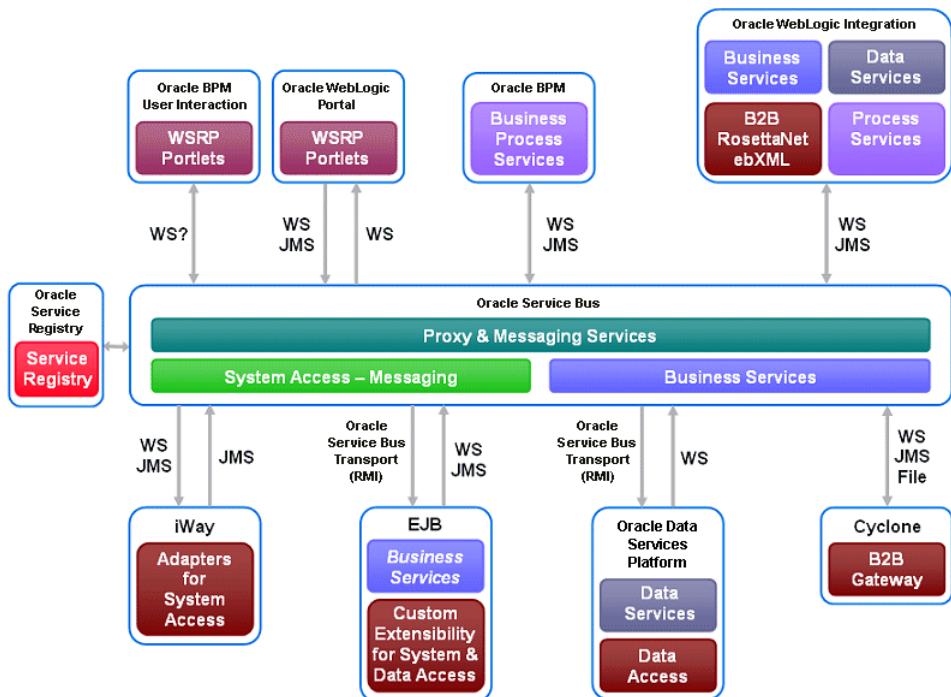 Oracle WebLogic Integration
Business
Services
Data
Services
B2B
RosettaNet
ebXML
Process
Services
Oracle BPM
User Interaction
WSRP
Portlets
Oracle WebLogic
Portal
WSRP
Portlets
Oracle BPM
Business
Process
Services
WS?
WS
JMS
WS
WS
JMS
WS
JMS
Oracle
Service
Registry
Service
Registry
Oracle Service Bus
Proxy & Messaging Services
System Access – Messaging
Business Services
WS
JMS
JMS
Oracle
Service Bus
Transport
(RMI)
WS
JMS
Oracle
Service Bus
Transport
(RMI)
WS
WS
JMS
File
iWay
Adapters
for
System
Access
EJB
Business
Services
Custom
Extensibility
for System &
Data Access
Oracle Data
Services
Platform
Data
Services
Data
Access
Cyclone
B2B
Gateway